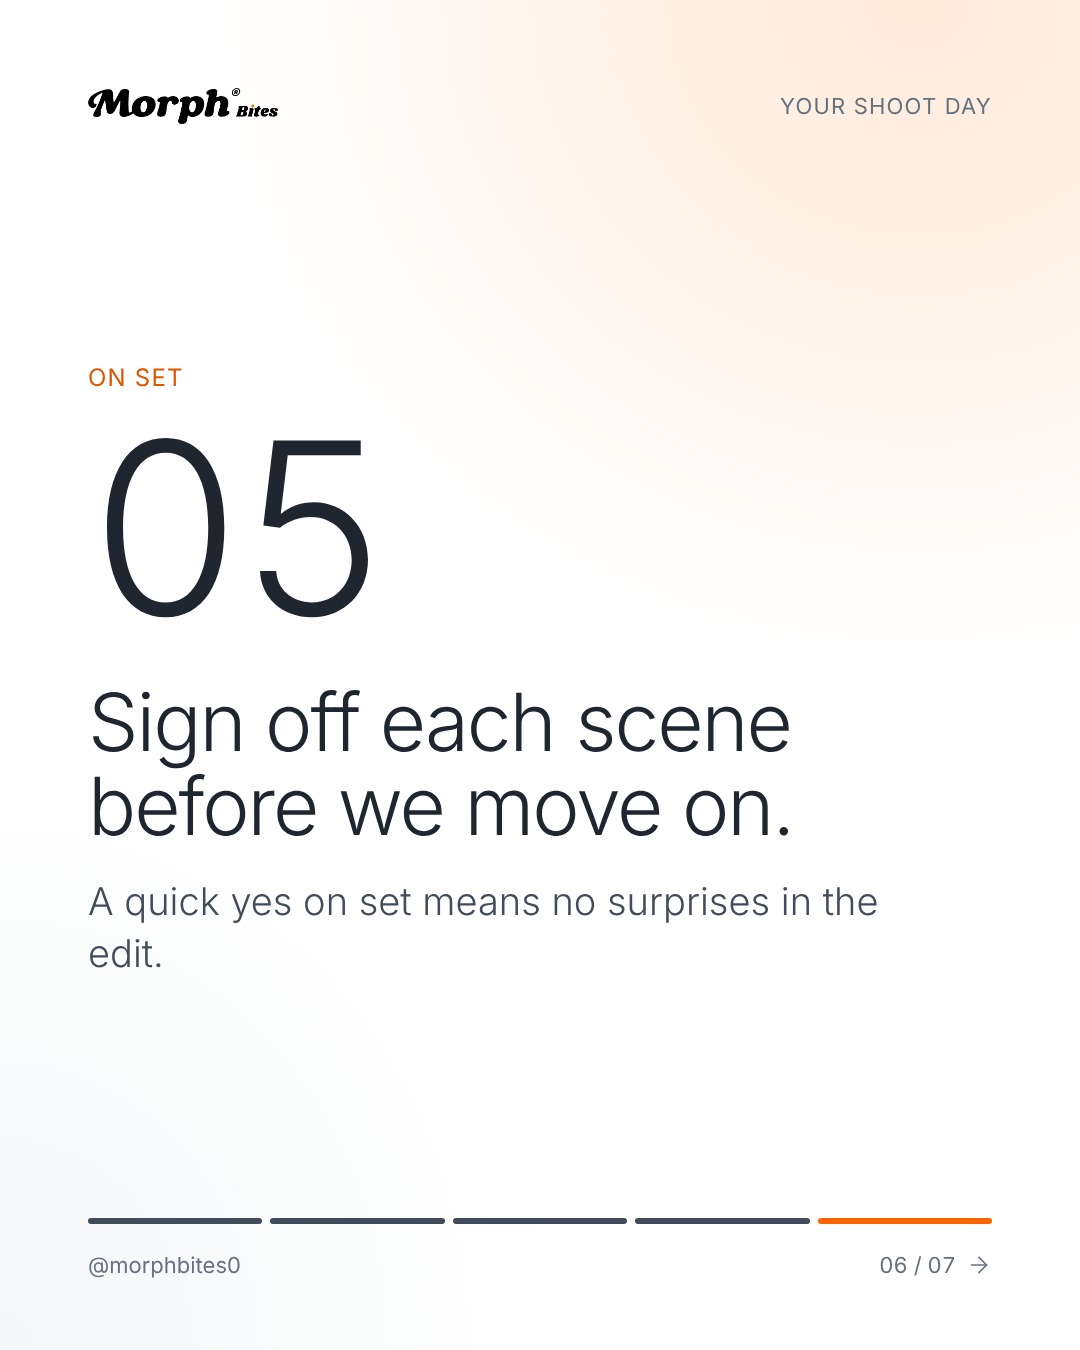 Morph® Bites
YOUR SHOOT DAY
ON SET
05
Sign off each scene
before we move on.
A quick yes on set means no surprises in the
edit.
@morphbites0
06 / 07 →